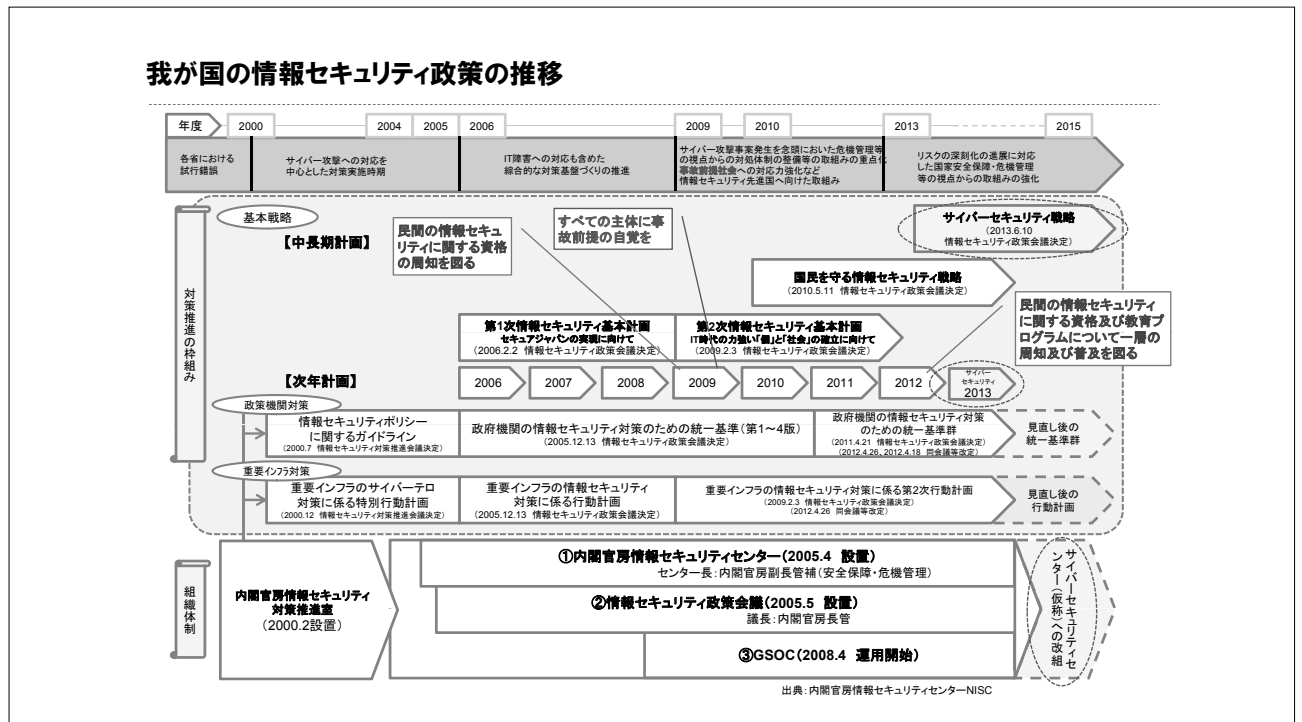 我が国の情報セキュリティ政策の推移
年度
2000
2004
2005
2006
2009
2010
2013
2015
各省における
試行錯誤
サイバー攻撃への対応を
中心とした対策実施時期
IT障害への対応も含めた
綜合的な対策基盤づくりの推進
サイバー攻撃事案発生を念頭においた危機管理等
の視点からの対処体制の整備等の取組みの重点化
事故前提社会への対応力強化など
情報セキュリティ先進国へ向けた取組み
リスクの深刻化の進展に対応
した国家安全保障・危機管理
等の視点からの取組みの強化
対策推進の枠組み
基本戦略
【中長期計画】
民間の情報セキュ
リティに関する資格
の周知を図る
すべての主体に事
故前提の自覚を
サイバーセキュリティ戦略
(2013.6.10
情報セキュリティ政策会議決定)
国民を守る情報セキュリティ戦略
(2010.5.11 情報セキュリティ政策会議決定)
民間の情報セキュリティ
に関する資格及び教育プ
ログラムについて一層の
周知及び普及を図る
第1次情報セキュリティ基本計画
セキュアジャパンの実現に向けて
(2006.2.2 情報セキュリティ政策会議決定)
第2次情報セキュリティ基本計画
IT時代の力強い「個」と「社会」の確立に向けて
(2009.2.3 情報セキュリティ政策会議決定)
【次年計画】
2006
2007
2008
2009
2010
2011
2012
サイバー
セキュリティ
2013
政策機関対策
情報セキュリティポリシー
に関するガイドライン
(2000.7 情報セキュリティ対策推進会議決定)
政府機関の情報セキュリティ対策のための統一基準(第1～4版)
(2005.12.13 情報セキュリティ政策会議決定)
政府機関の情報セキュリティ対策
のための統一基準群
(2011.4.21 情報セキュリティ政策会議決定)
(2012.4.26、2012.4.18 同会議等改定)
見直し後の
統一基準群
重要インフラ対策
重要インフラのサイバーテロ
対策に係る特別行動計画
(2000.12 情報セキュリティ対策推進会議決定)
重要インフラの情報セキュリティ
対策に係る行動計画
(2005.12.13 情報セキュリティ政策会議決定)
重要インフラの情報セキュリティ対策に係る第2次行動計画
(2009.2.3 情報セキュリティ政策会議決定)
(2012.4.26 同会議等改定)
見直し後の
行動計画
組織体制
内閣官房情報セキュリティ
対策推進室
(2000.2設置)
①内閣官房情報セキュリティセンター(2005.4 設置)
センター長:内閣官房副長官補(安全保障・危機管理)
②情報セキュリティ政策会議(2005.5 設置)
議長:内閣官房長官
③GSOC(2008.4 運用開始)
サイバーセキュリティセ
ンター(仮称)への改組
出典:内閣官房情報セキュリティセンターNISC